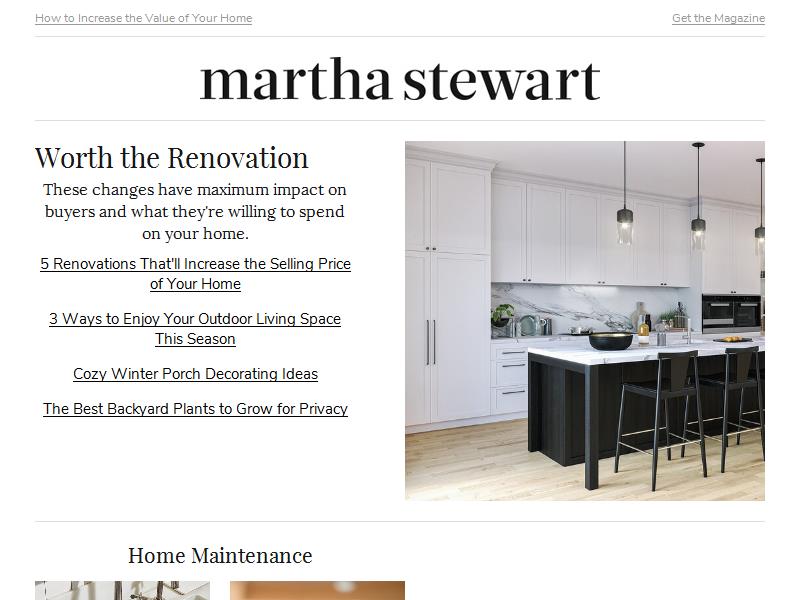 How to Increase the Value of Your Home
Get the Magazine
martha stewart
Worth the Renovation
These changes have maximum impact on
buyers and what they're willing to spend
on your home.
5 Renovations That'll Increase the Selling Price
of Your Home
3 Ways to Enjoy Your Outdoor Living Space
This Season
Cozy Winter Porch Decorating Ideas
The Best Backyard Plants to Grow for Privacy
Home Maintenance